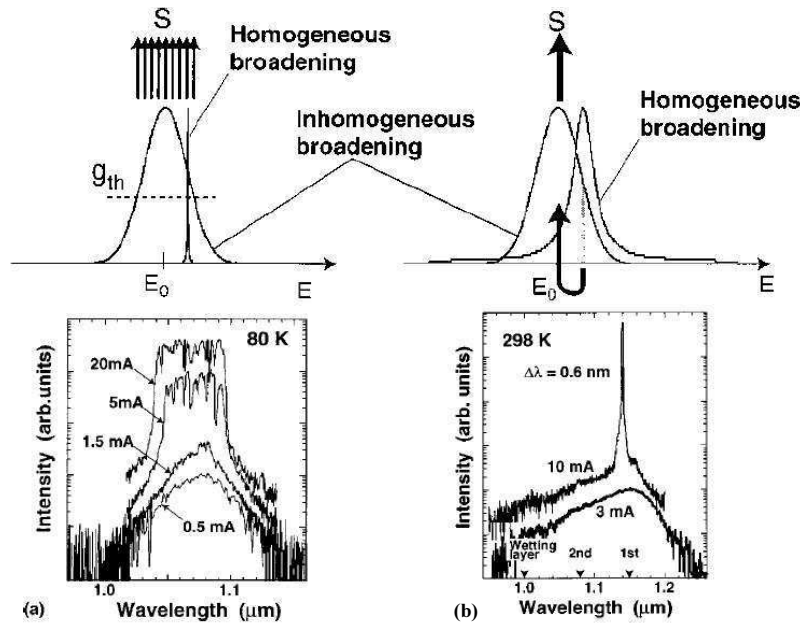 S
Homogeneous
broadening
Inhomogeneous
broadening
g_th
E_0
E
S
Homogeneous
broadening
E_0
E
80 K
20mA
5mA
1.5 mA
0.5 mA
Intensity (arb.units)
1.0
1.1
Wavelength (μm)
(a)
298 K
Δλ = 0.6 nm
10 mA
3 mA
Wetting
layer
2nd
1st
Intensity (arb. units)
1.0
1.1
1.2
Wavelength (μm)
(b)